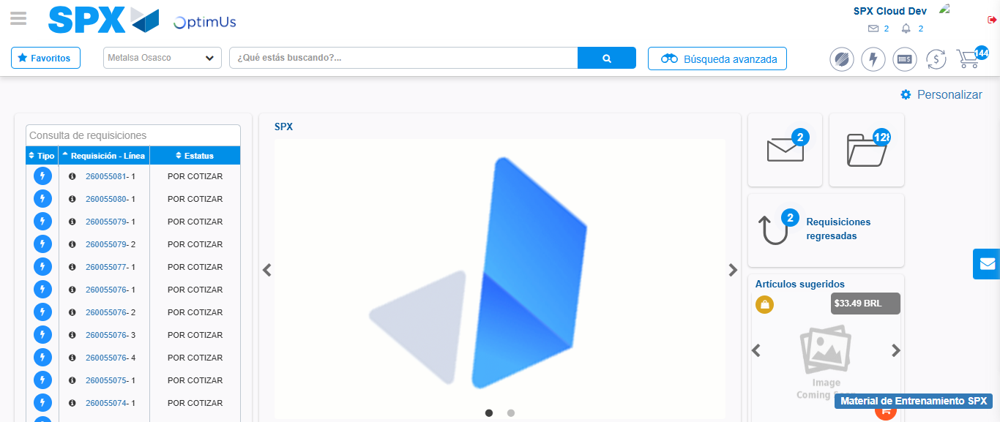 SPX
OptimUs
SPX Cloud Dev
2
2
Favoritos
Metalsa Osasco
¿Qué estás buscando?...
Búsqueda avanzada
144
Personalizar
Consulta de requisiciones
Tipo Requisición - Línea Estatus
260055081- 1 POR COTIZAR
260055080- 1 POR COTIZAR
260055079- 1 POR COTIZAR
260055079- 2 POR COTIZAR
260055077- 1 POR COTIZAR
260055076- 1 POR COTIZAR
260055076- 2 POR COTIZAR
260055076- 3 POR COTIZAR
260055076- 4 POR COTIZAR
260055075- 1 POR COTIZAR
260055074- 1 POR COTIZAR
SPX
2
2
Requisiciones
regresadas
Artículos sugeridos
$33.49 BRL
Image
Coming
Material de Entrenamiento SPX